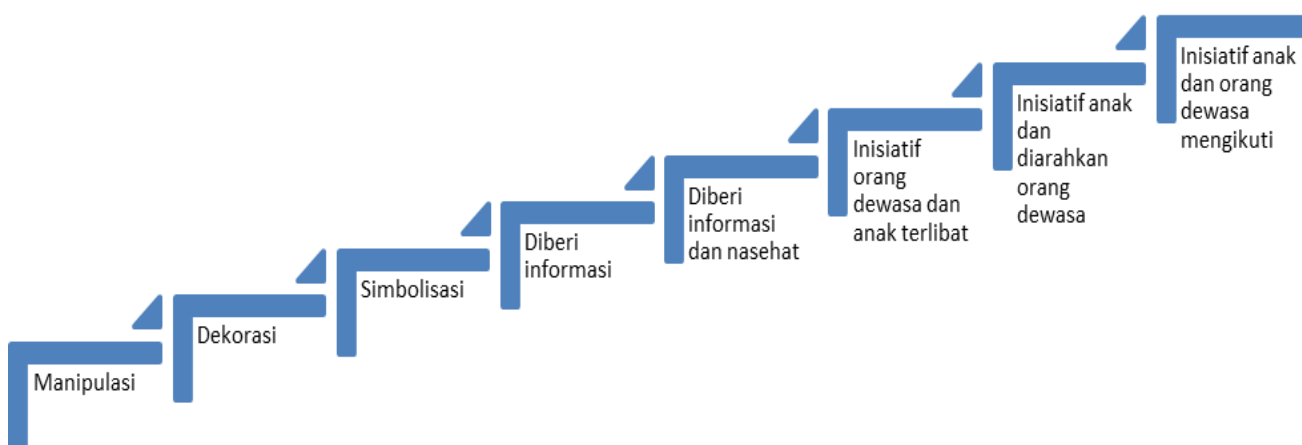 Manipulasi
Dekorasi
Simbolisasi
Diberi
informasi
Diberi
informasi
dan nasehat
Inisiatif
orang
dewasa dan
anak terlibat
Inisiatif anak
dan
diarahkan
orang
dewasa
Inisiatif anak
dan orang
dewasa
mengikuti